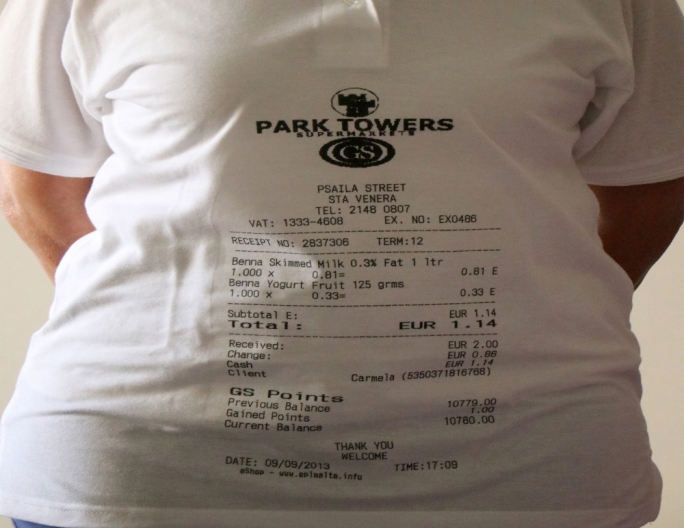 PARK TOWERS
SUPERMARKETS
GS
PSAILA STREET
STA VENERA
TEL: 2148 0807
VAT: 1333-4608 EX. NO: EX0486
RECEIPT NO: 2837306 TERM:12
Benna Skimmed Milk 0.3% Fat 1 ltr
1.000 x 0.81= 0.81 E
Benna Yogurt Fruit 125 grms
1.000 x 0.33= 0.33 E
Subtotal E: EUR 1.14
Total: EUR 1.14
Received: EUR 2.00
Change: EUR 0.86
Cash EUR 1.14
Client Carmela (5350371816768)
GS Points
Previous Balance 10779.00
Gained Points 1.00
Current Balance 10780.00
THANK YOU
WELCOME
DATE: 09/09/2013 TIME:17:09
eShop -